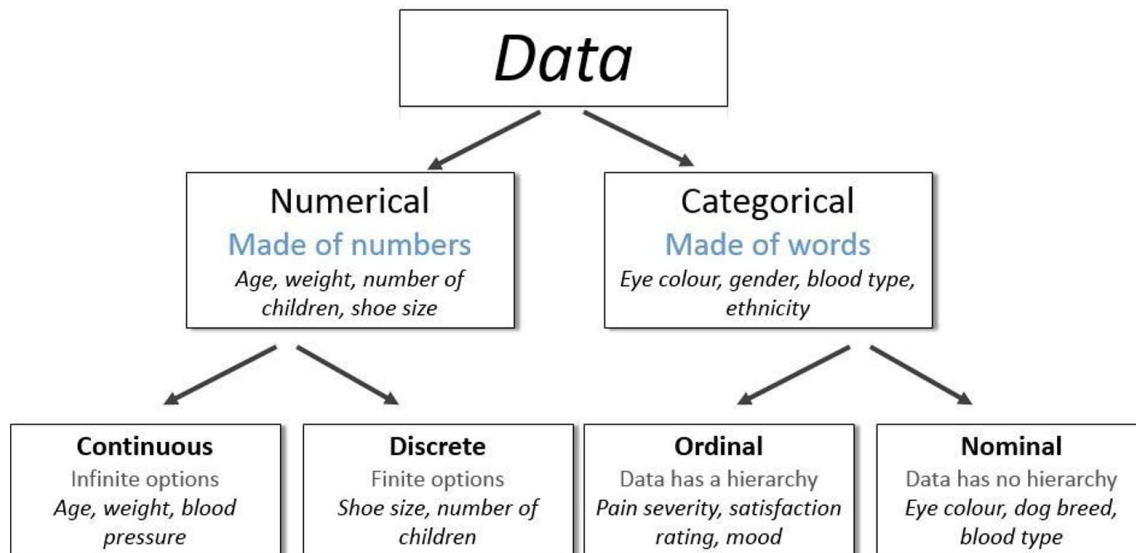 Data
Numerical
Made of numbers
Age, weight, number of
children, shoe size
Categorical
Made of words
Eye colour, gender, blood type,
ethnicity
Continuous
Infinite options
Age, weight, blood
pressure
Discrete
Finite options
Shoe size, number of
children
Ordinal
Data has a hierarchy
Pain severity, satisfaction
rating, mood
Nominal
Data has no hierarchy
Eye colour, dog breed,
blood type